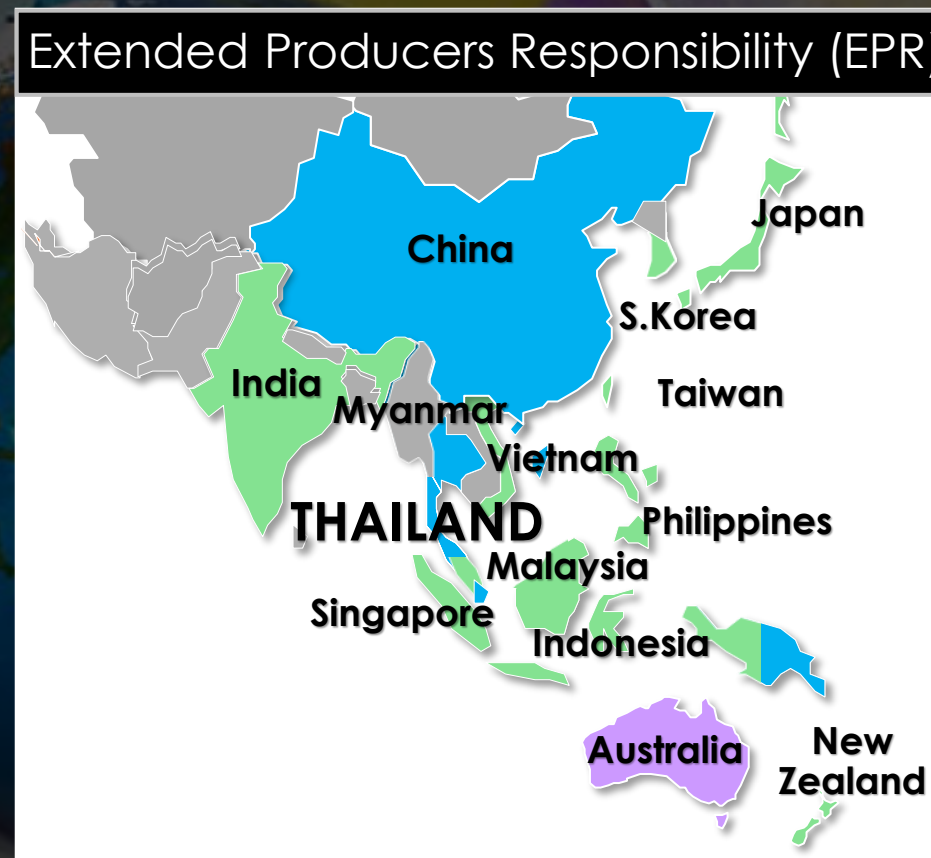 Extended Producers Responsibility (EPR)
Japan
China
S.Korea
India
Taiwan
Myanmar
Vietnam
THAILAND
Philippines
Malaysia
Singapore
Indonesia
Australia
New
Zealand